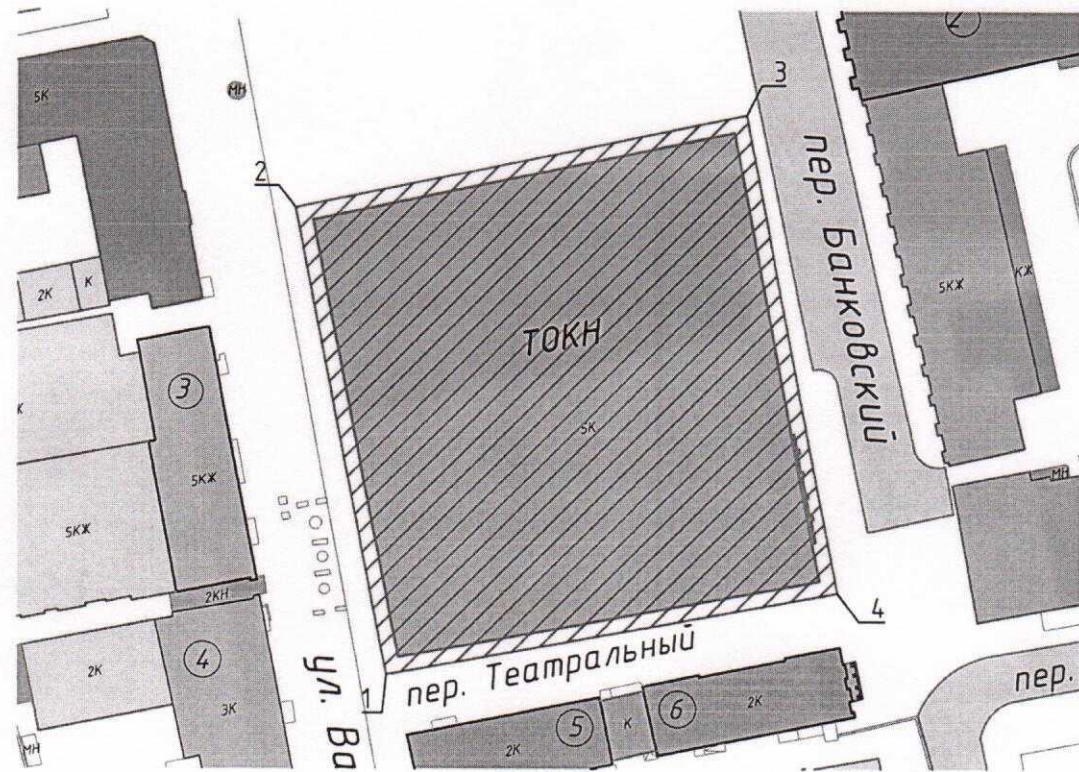 2
МН
5К
3
2
пер. Банковский
2К
К
5КЖ
КЖ
ТОКН
3
5К
5КЖ
5КЖ
МН
2КН
4
2К
4
3К
1
пер. Театральный
ул. Ва
пер.
5
К
6
2К
2К
МН